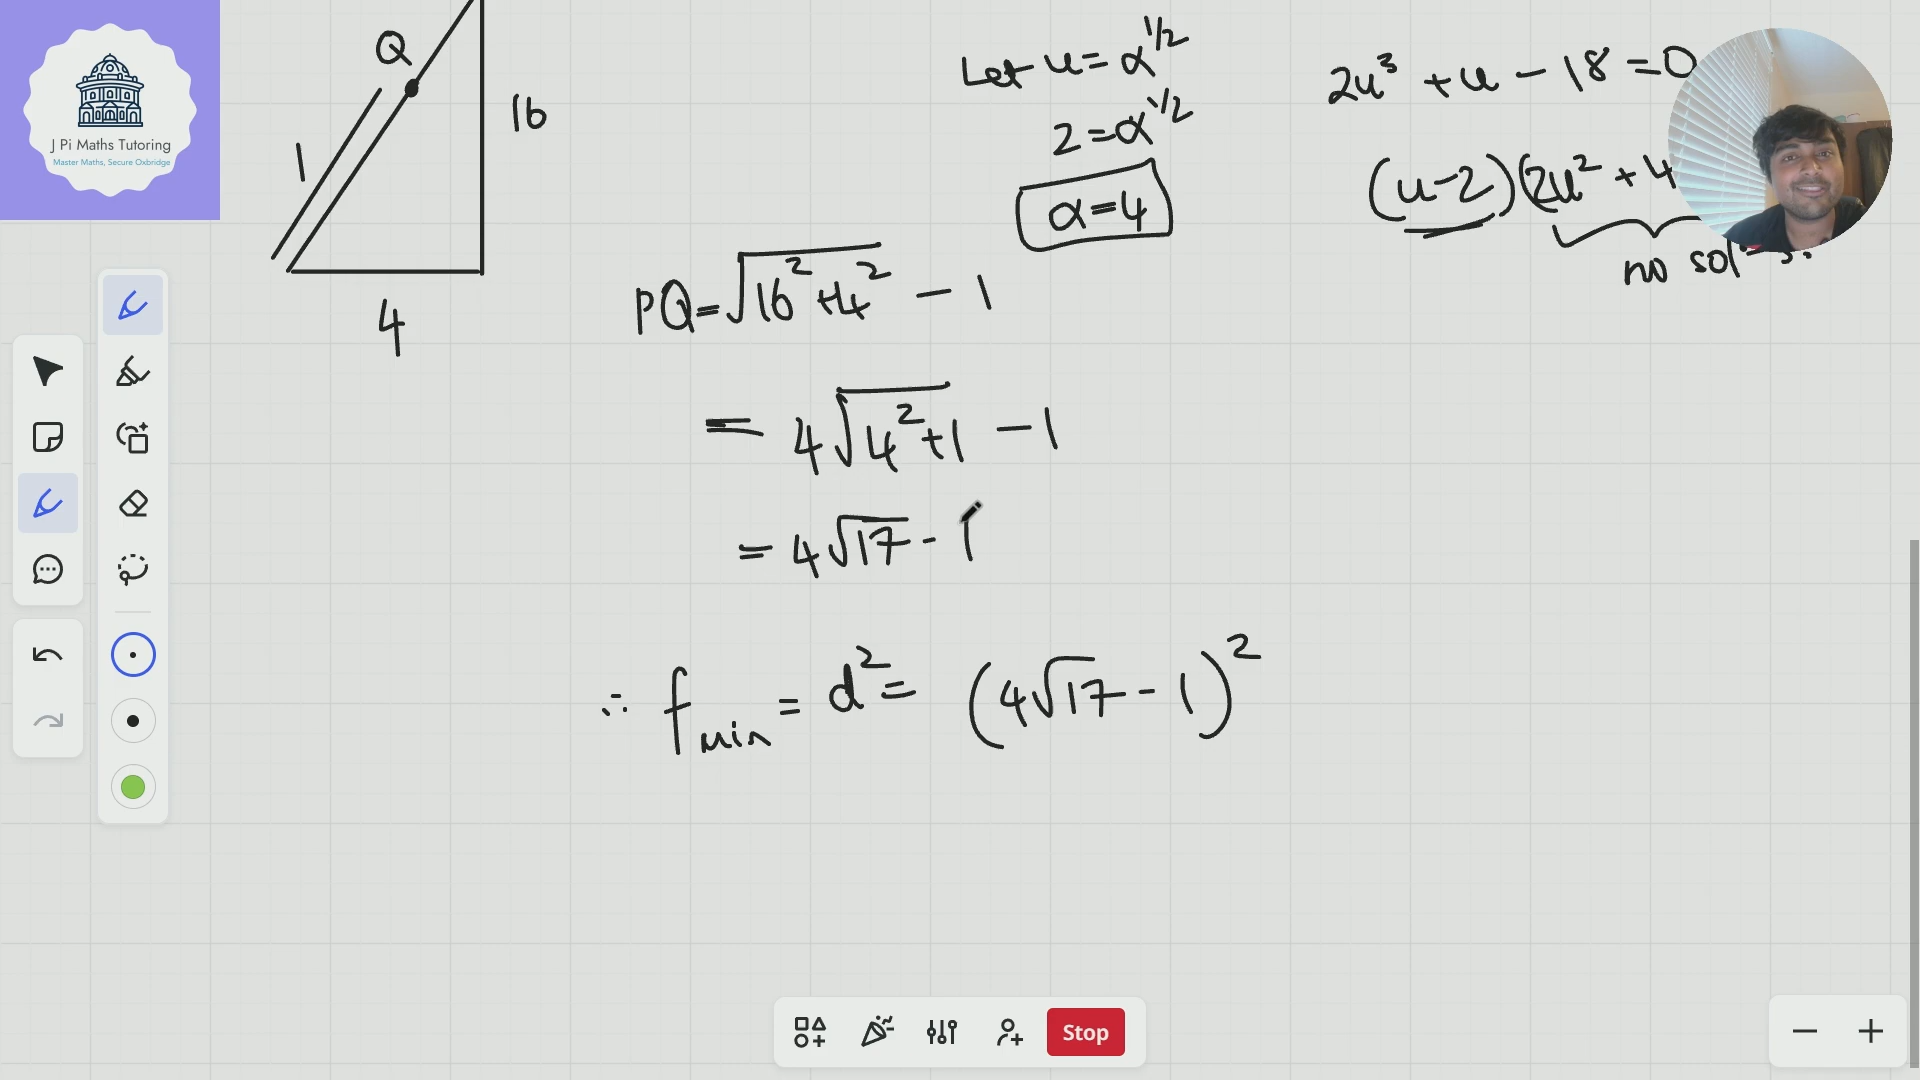 J Pi Maths Tutoring
Master Maths, Secure Oxbridge
Q
1
16
4
Let u = α^1/2
2 = α^1/2
α = 4
2u³ + u - 18 = 0
(u-2)(2u² + 4
no sol
PQ = √(16² + 4²) - 1
= 4√(4² + 1) - 1
= 4√17 - 1
∴ f min = d² = (4√17 - 1)²
Stop